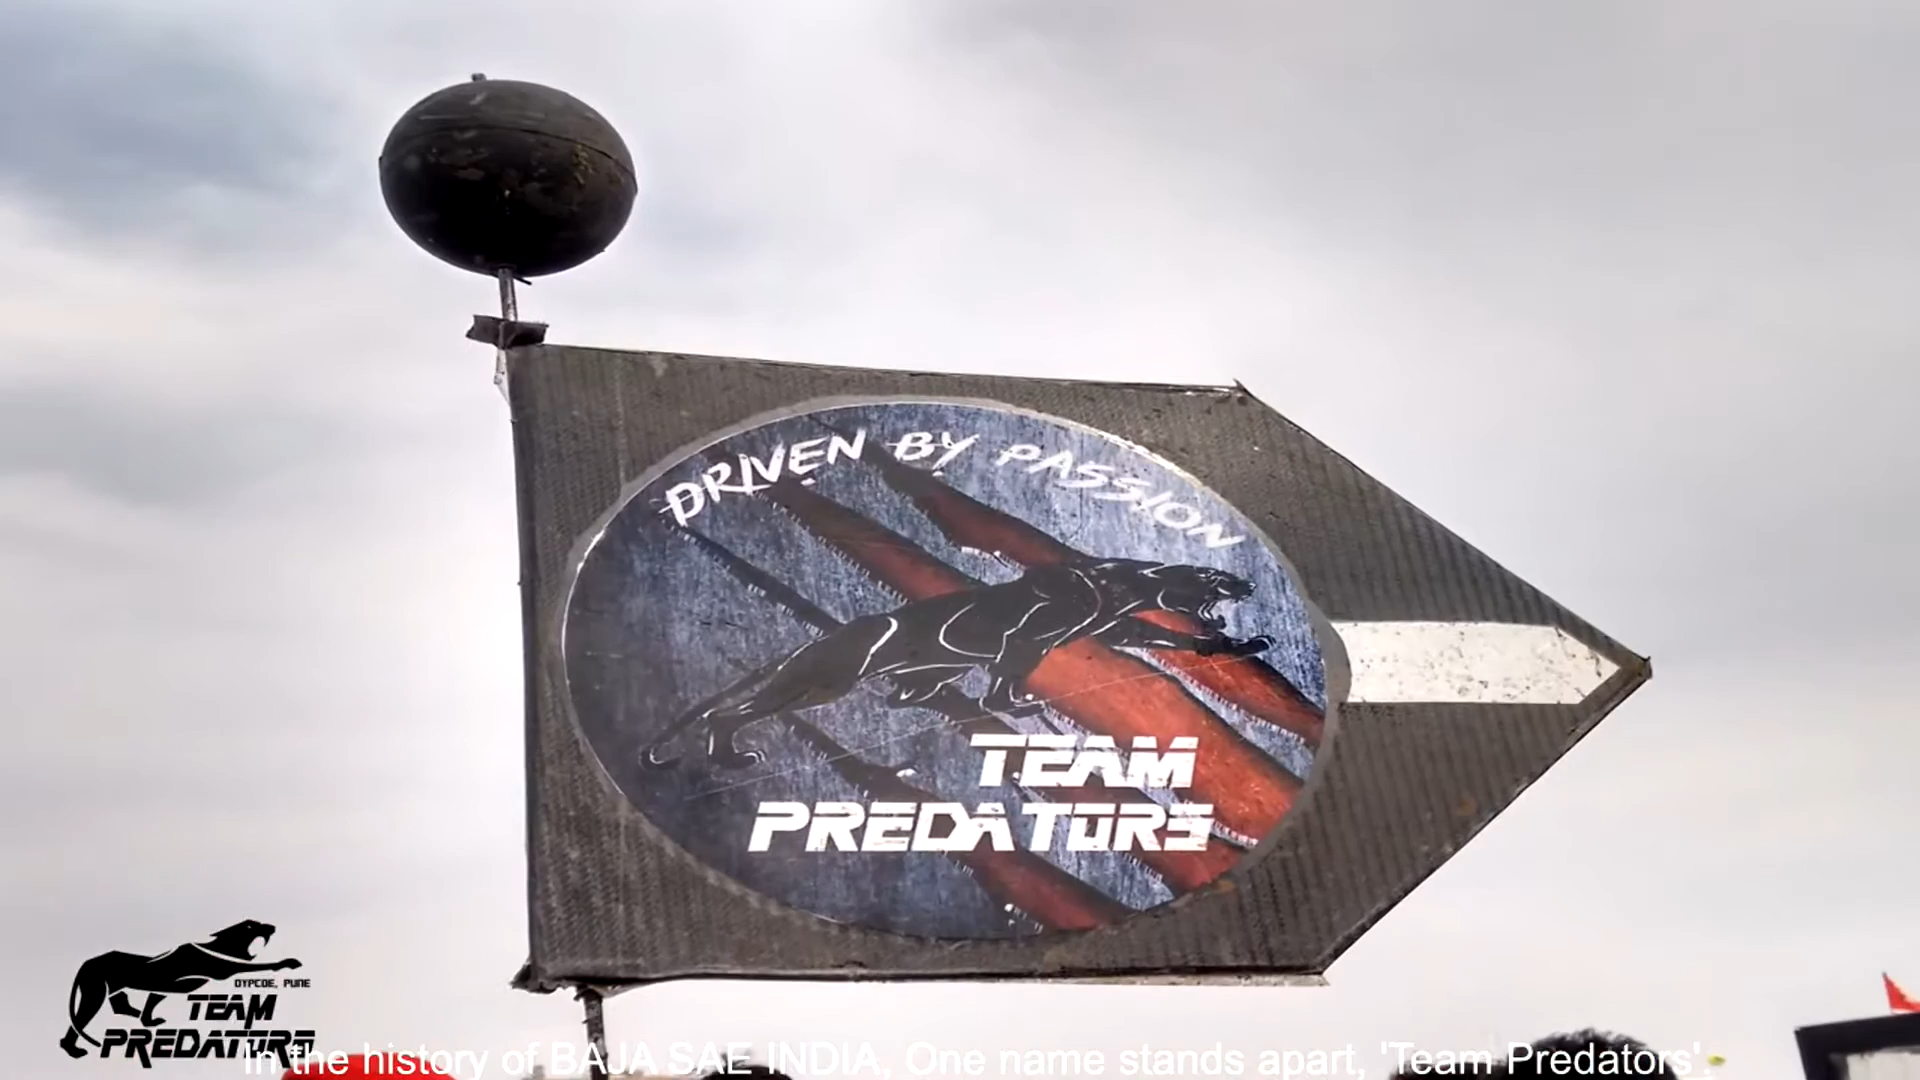 DRIVEN BY PASSION
TEAM
PREDATORS
DYPCOE, PUNE
TEAM
PREDATORS
In the history of BAJA SAE INDIA, One name stands apart, 'Team Predators'.